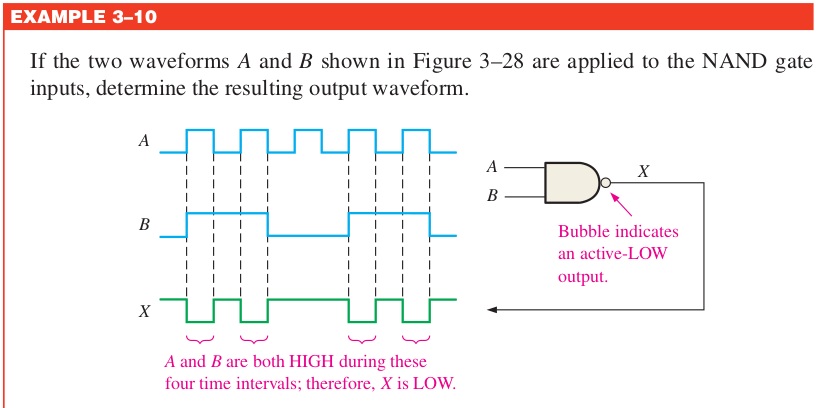 EXAMPLE 3–10
If the two waveforms A and B shown in Figure 3–28 are applied to the NAND gate
inputs, determine the resulting output waveform.
A
B
X
A and B are both HIGH during these
four time intervals; therefore, X is LOW.
A
B
X
Bubble indicates
an active-LOW
output.